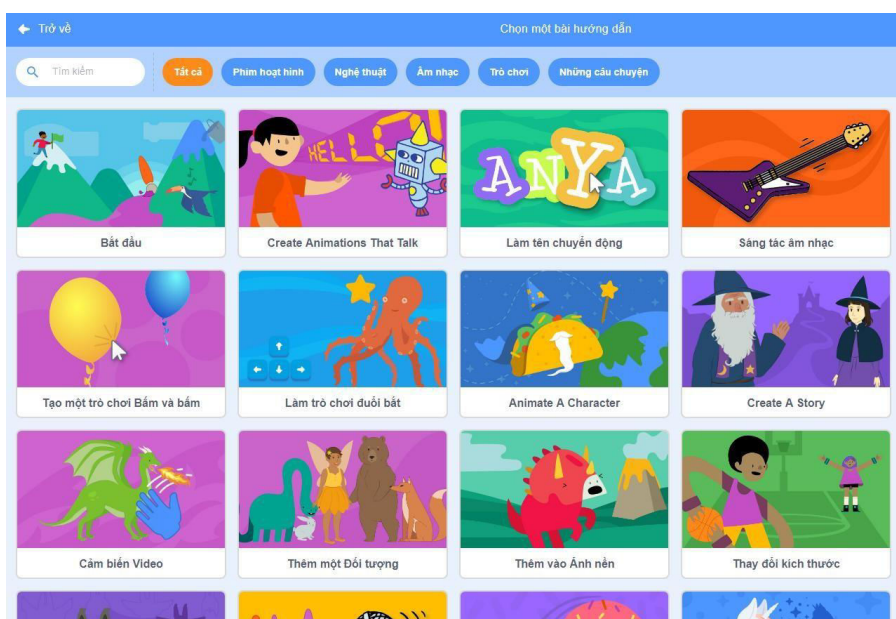 Trở về
Chọn một bài hướng dẫn
Tìm kiếm
Tất cả
Phim hoạt hình
Nghệ thuật
Âm nhạc
Trò chơi
Những câu chuyện
HELLO!
ANYA
Bắt đầu
Create Animations That Talk
Làm tên chuyển động
Sáng tác âm nhạc
Tạo một trò chơi Bấm và bấm
Làm trò chơi đuổi bắt
Animate A Character
Create A Story
Cảm biến Video
Thêm một Đối tượng
Thêm vào Ảnh nền
Thay đổi kích thước